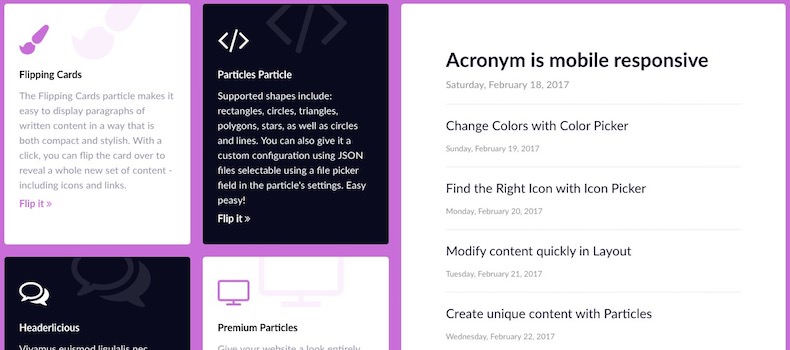 Flipping Cards
The Flipping Cards particle makes it
easy to display paragraphs of
written content in a way that is
both compact and stylish. With a
click, you can flip the card over to
reveal a whole new set of content -
including icons and links.
Flip it »
Particles Particle
Supported shapes include:
rectangles, circles, triangles,
polygons, stars, as well as circles
and lines. You can also give it a
custom configuration using JSON
files selectable using a file picker
field in the particle's settings. Easy
peasy!
Flip it »
Headerlicious
Vivamus euismod ligulalis nec
Premium Particles
Give your website a look entirely
Acronym is mobile responsive
Saturday, February 18, 2017
Change Colors with Color Picker
Sunday, February 19, 2017
Find the Right Icon with Icon Picker
Monday, February 20, 2017
Modify content quickly in Layout
Tuesday, February 21, 2017
Create unique content with Particles
Wednesday, February 22, 2017